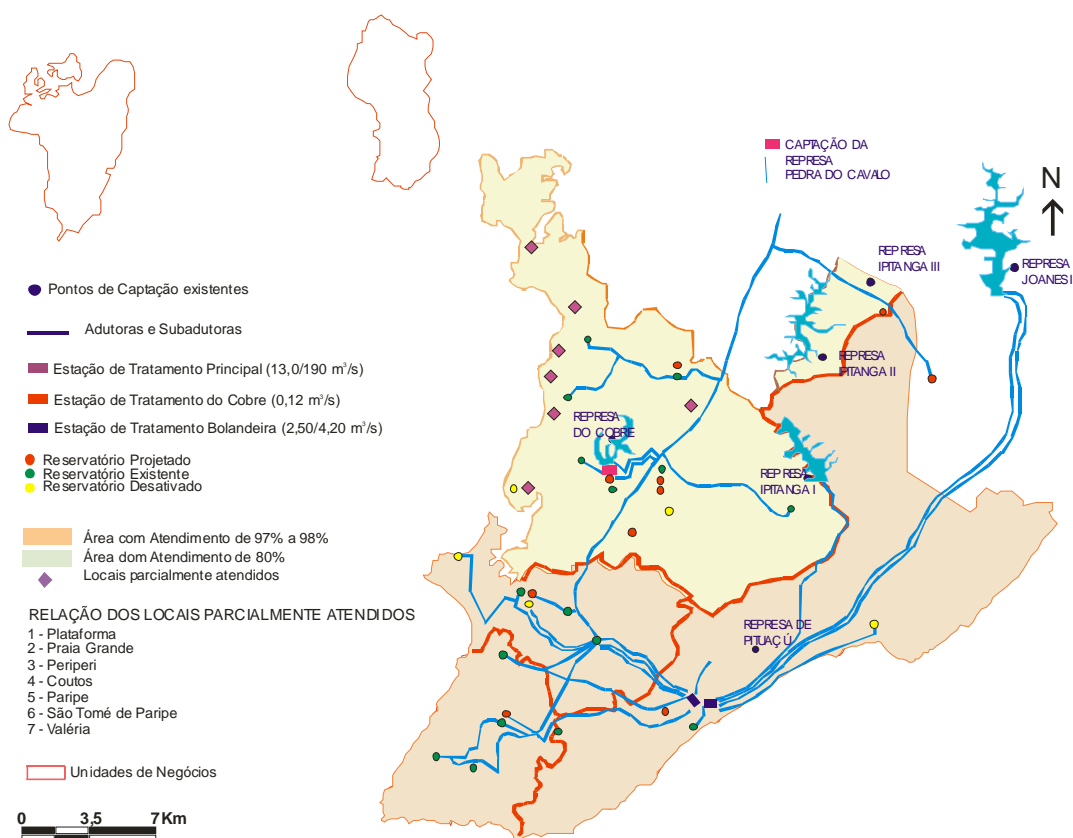 CAPTAÇÃO DA
REPRESA
PEDRA DO CAVALO
N
REPRESA
IPITANGA III
REPRESA
JOANES I
REPRESA
IPITANGA II
REPRESA
DO COBRE
REPRESA
IPITANGA I
REPRESA DE
PITUAÇÚ
Pontos de Captação existentes
Adutoras e Subadutoras
Estação de Tratamento Principal (13,0/190 m³/s)
Estação de Tratamento do Cobre (0,12 m³/s)
Estação de Tratamento Bolandeira (2,50/4,20 m³/s)
Reservatório Projetado
Reservatório Existente
Reservatório Desativado
Área com Atendimento de 97% a 98%
Área dom Atendimento de 80%
Locais parcialmente atendidos
RELAÇÃO DOS LOCAIS PARCIALMENTE ATENDIDOS
1 - Plataforma
2 - Praia Grande
3 - Periperi
4 - Coutos
5 - Paripe
6 - São Tomé de Paripe
7 - Valéria
Unidades de Negócios
0 3,5 7 Km